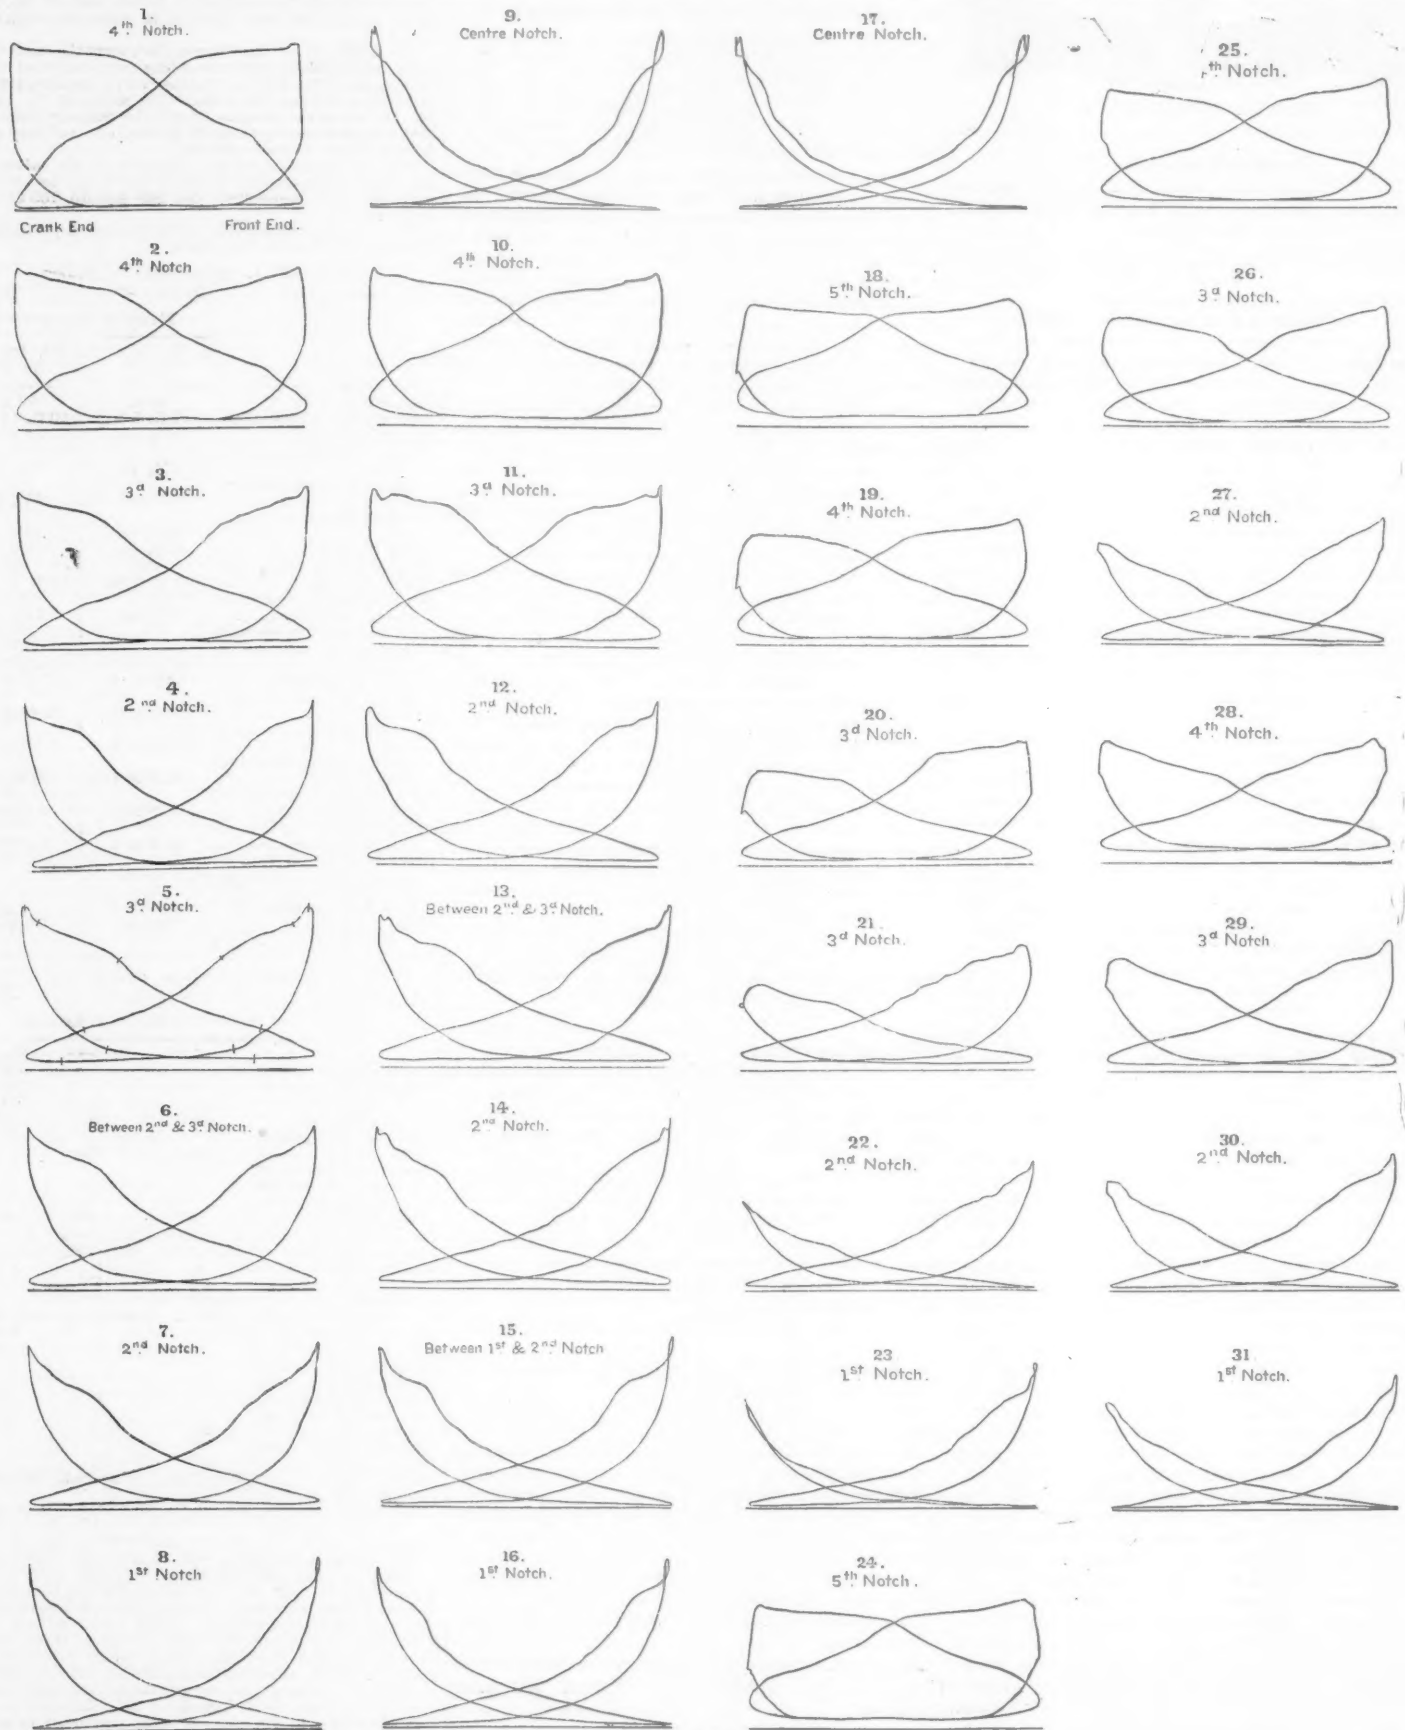 1.
4th Notch.
Crank End
Front End.
2.
4th Notch
3.
3d Notch.
4.
2nd Notch.
5.
3d Notch.
6.
Between 2nd & 3d Notch.
7.
2nd Notch.
8.
1st Notch
9.
Centre Notch.
10.
4th Notch.
11.
3d Notch.
12.
2nd Notch.
13.
Between 2nd & 3d Notch.
14.
2nd Notch.
15.
Between 1st & 2nd Notch
16.
1st Notch.
17.
Centre Notch.
18.
5th Notch.
19.
4th Notch.
20.
3d Notch.
21.
3d Notch.
22.
2nd Notch.
23
1st Notch.
24.
5th Notch.
25.
th Notch.
26.
3d Notch.
27.
2nd Notch.
28.
4th Notch.
29.
3d Notch
30.
2nd Notch.
31.
1st Notch.